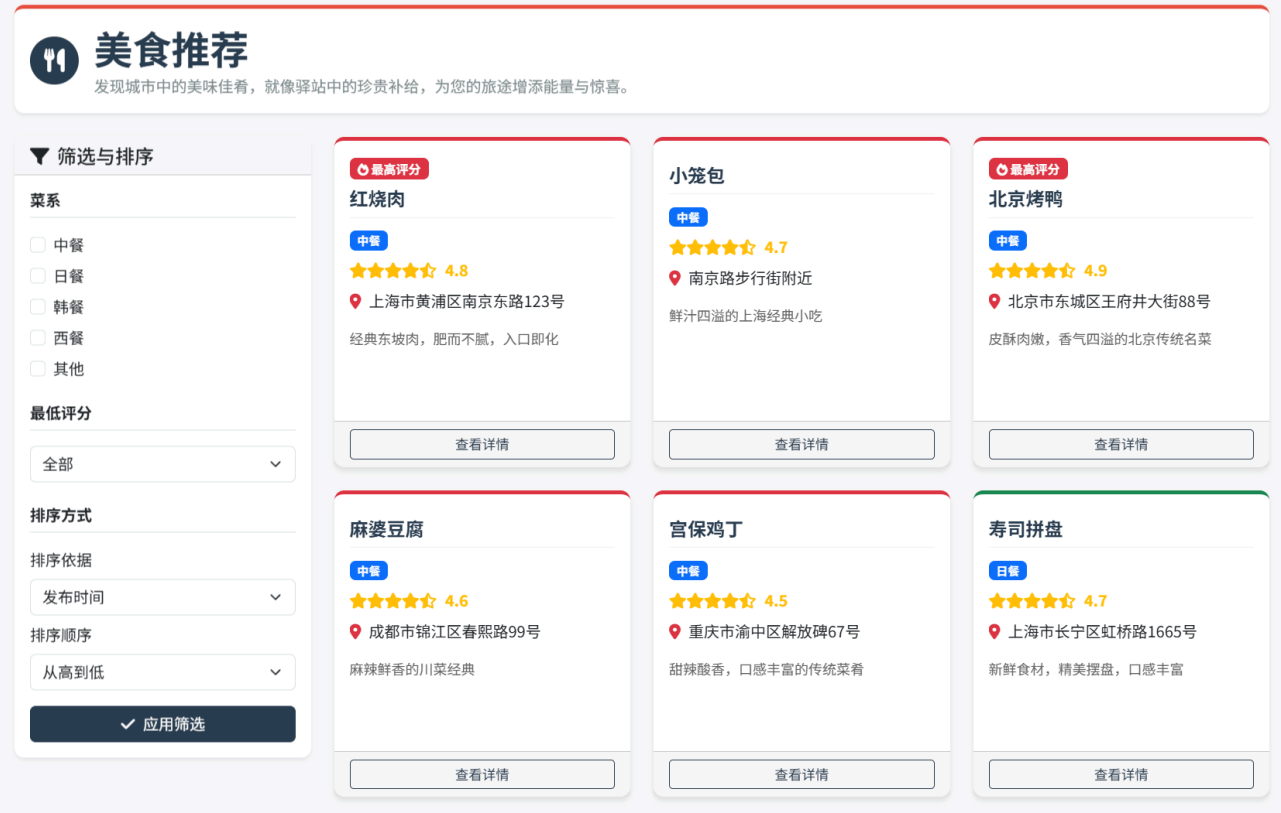 美食推荐
发现城市中的美味佳肴，就像驿站中的珍贵补给，为您的旅途增添能量与惊喜。
筛选与排序
菜系
中餐
日餐
韩餐
西餐
其他
最低评分
全部
排序方式
排序依据
发布时间
排序顺序
从高到低
应用筛选
最高评分
红烧肉
中餐
4.8
上海市黄浦区南京东路123号
经典东坡肉，肥而不腻，入口即化
查看详情
小笼包
中餐
4.7
南京路步行街附近
鲜汁四溢的上海经典小吃
查看详情
最高评分
北京烤鸭
中餐
4.9
北京市东城区王府井大街88号
皮酥肉嫩，香气四溢的北京传统名菜
查看详情
麻婆豆腐
中餐
4.6
成都市锦江区春熙路99号
麻辣鲜香的川菜经典
查看详情
宫保鸡丁
中餐
4.5
重庆市渝中区解放碑67号
甜辣酸香，口感丰富的传统菜肴
查看详情
寿司拼盘
日餐
4.7
上海市长宁区虹桥路1665号
新鲜食材，精美摆盘，口感丰富
查看详情